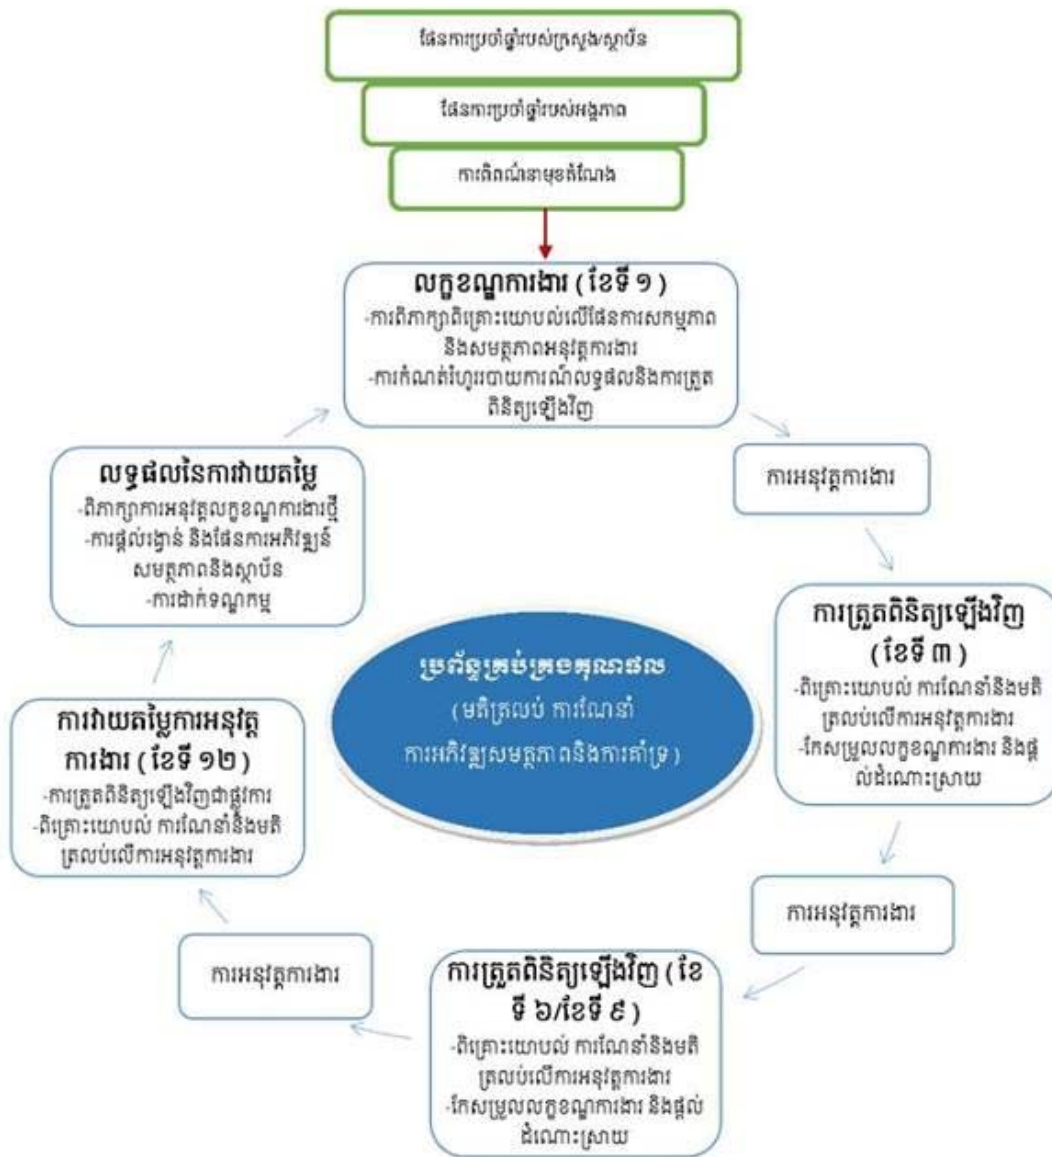 ផែនការប្រចាំឆ្នាំរបស់ក្រសួង/ស្ថាប័ន
ផែនការប្រចាំឆ្នាំរបស់អង្គភាព
ការពិពណ៌នាមុខតំណែង
លក្ខខណ្ឌការងារ ( ខែទី ១ )
-ការពិភាក្សាពិគ្រោះយោបល់លើផែនការសកម្មភាព
និងសមត្ថភាពអនុវត្តការងារ
-ការកំណត់រំហូររបាយការណ៍លទ្ធផលនិងការត្រួត
ពិនិត្យឡើងវិញ
ការអនុវត្តការងារ
ការត្រួតពិនិត្យឡើងវិញ
( ខែទី ៣ )
-ពិគ្រោះយោបល់ ការណែនាំនិងមតិ
ត្រលប់លើការអនុវត្តការងារ
-កែសម្រួលលក្ខខណ្ឌការងារ និងផ្ត
ល់ដំណោះស្រាយ
ការអនុវត្តការងារ
ការត្រួតពិនិត្យឡើងវិញ ( ខែ
ទី ៦/ខែទី ៩ )
-ពិគ្រោះយោបល់ ការណែនាំនិងមតិ
ត្រលប់លើការអនុវត្តការងារ
-កែសម្រួលលក្ខខណ្ឌការងារ និងផ្តល់
ដំណោះស្រាយ
ការអនុវត្តការងារ
ការវាយតម្លៃការអនុវត្ត
ការងារ ( ខែទី ១២ )
-ការត្រួតពិនិត្យឡើងវិញជាផ្លូវការ
-ពិគ្រោះយោបល់ ការណែនាំនិងមតិ
ត្រលប់លើការអនុវត្តការងារ
លទ្ធផលនៃការវាយតម្លៃ
-ពិភាក្សាការអនុវត្តលក្ខខណ្ឌការងារថ្មី
-ការផ្តល់រង្វាន់ និងផែនការអភិវឌ្ឍន៍
សមត្ថភាពនិងស្ថាប័ន
-ការដាក់ទណ្ឌកម្ម
ប្រព័ន្ធគ្រប់គ្រងគុណផល
( មតិត្រលប់ ការណែនាំ
ការអភិវឌ្ឍសមត្ថភាពនិងការគាំទ្រ )